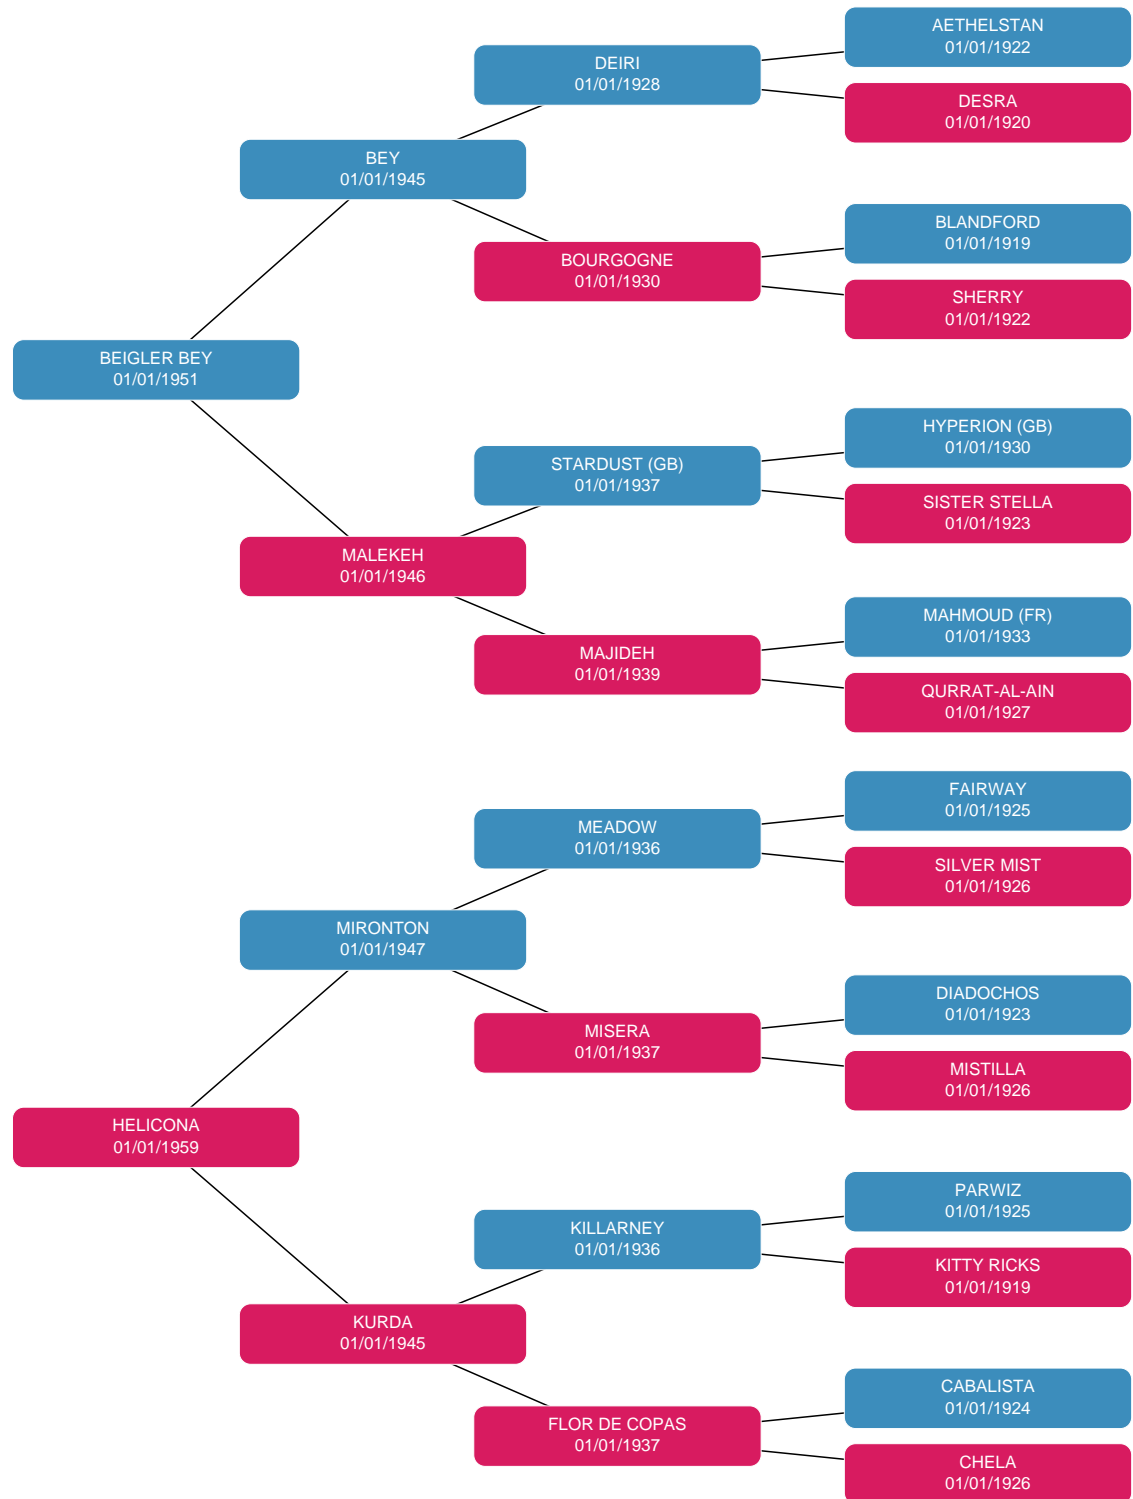 AETHELSTAN
01/01/1922
DEIRI
01/01/1928
DESRA
01/01/1920
BEY
01/01/1945
BLANDFORD
01/01/1919
BOURGOGNE
01/01/1930
SHERRY
01/01/1922
BEIGLER BEY
01/01/1951
HYPERION (GB)
01/01/1930
STARDUST (GB)
01/01/1937
SISTER STELLA
01/01/1923
MALEKEH
01/01/1946
MAHMOUD (FR)
01/01/1933
MAJIDEH
01/01/1939
QURRAT-AL-AIN
01/01/1927
FAIRWAY
01/01/1925
MEADOW
01/01/1936
SILVER MIST
01/01/1926
MIRONTON
01/01/1947
DIADOCHOS
01/01/1923
MISERA
01/01/1937
MISTILLA
01/01/1926
HELICONA
01/01/1959
PARWIZ
01/01/1925
KILLARNEY
01/01/1936
KITTY RICKS
01/01/1919
KURDA
01/01/1945
CABALISTA
01/01/1924
FLOR DE COPAS
01/01/1937
CHELA
01/01/1926